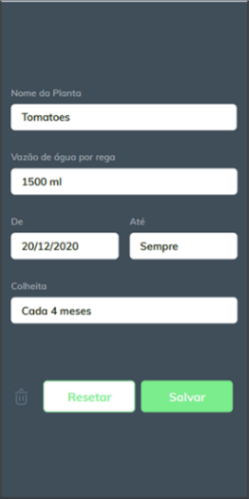 Nome da Planta
Tomatoes
Vazão de água por rega
1500 ml
De Até
20/12/2020 Sempre
Colheita
Cada 4 meses
Resetar Salvar